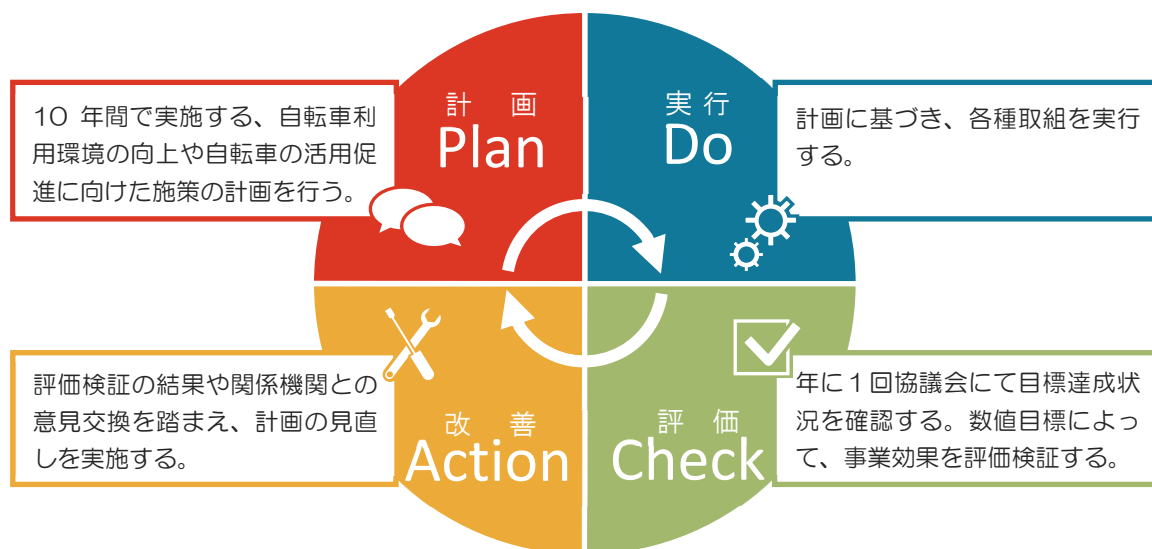 計画
Plan
10 年間で実施する、自転車利
用環境の向上や自転車の活用促
進に向けた施策の計画を行う。
実行
Do
計画に基づき、各種取組を実行
する。
評価
Check
年に1回協議会にて目標達成状
況を確認する。数値目標によっ
て、事業効果を評価検証する。
改善
Action
評価検証の結果や関係機関との
意見交換を踏まえ、計画の見直
しを実施する。